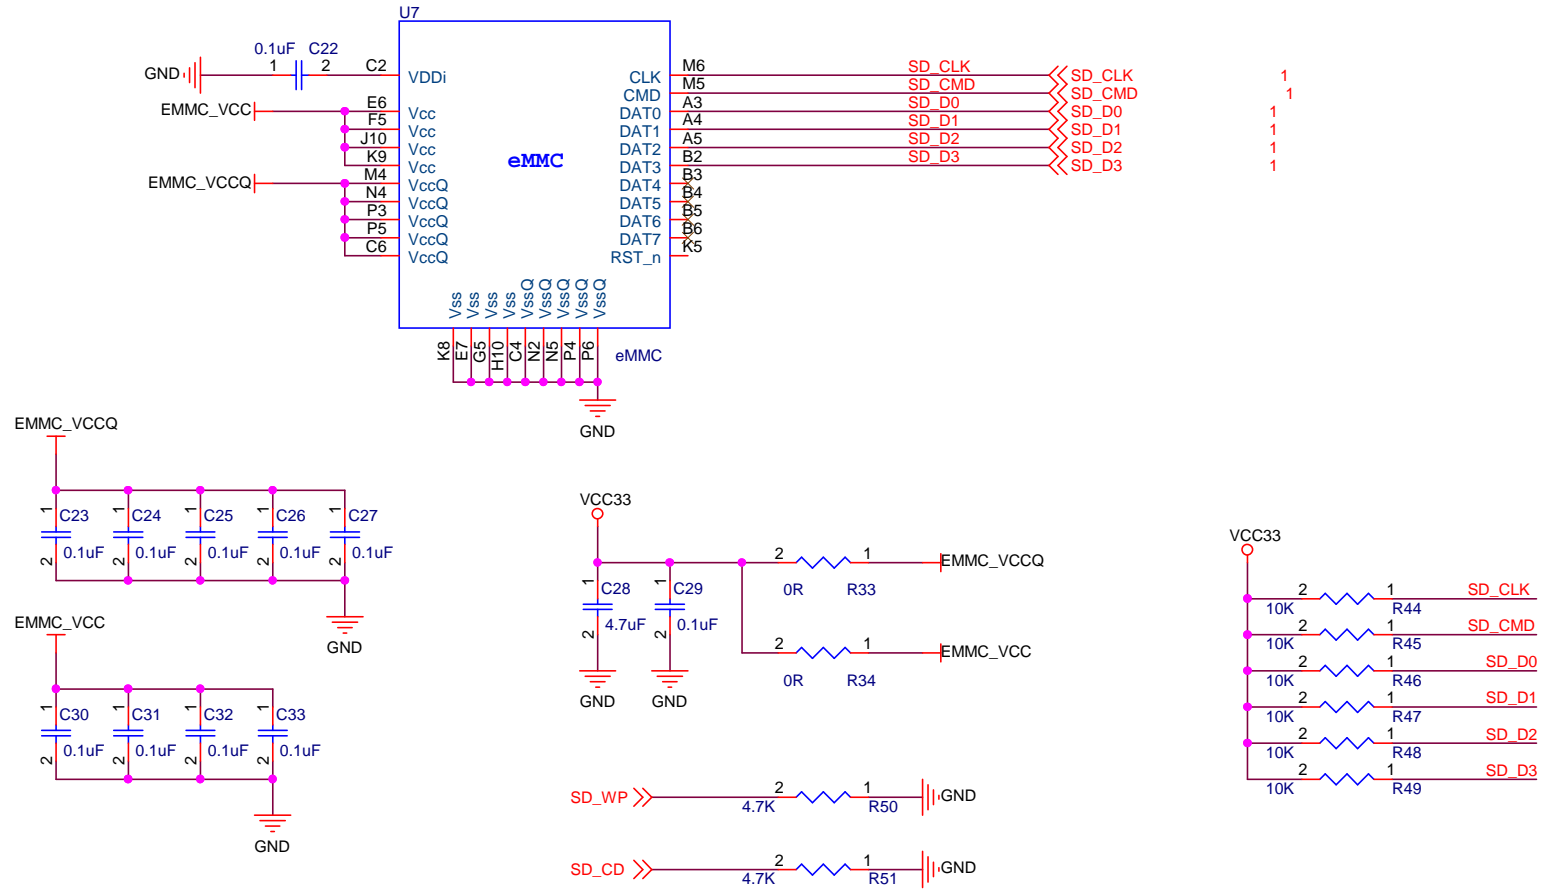 U7
0.1uF C22
GND 1 2 C2 VDDi CLK M6 SD_CLK SD_CLK 1
CMD M5 SD_CMD SD_CMD 1
EMMC_VCC E6 Vcc DAT0 A3 SD_D0 SD_D0 1
F5 Vcc DAT1 A4 SD_D1 SD_D1 1
J10 Vcc DAT2 A5 SD_D2 SD_D2 1
K9 Vcc eMMC DAT3 B2 SD_D3 SD_D3 1
EMMC_VCCQ M4 VccQ DAT4 B3
N4 VccQ DAT5 B4
P3 VccQ DAT6 B5
P5 VccQ DAT7 B6
C6 VccQ RST_n K5
Vss Vss Vss Vss VssQ VssQ VssQ VssQ VssQ
K8 E7 G5 H10 C4 N2 N5 P4 P6
eMMC
GND
EMMC_VCCQ
1 C23 1 C24 1 C25 1 C26 1 C27
2 0.1uF 2 0.1uF 2 0.1uF 2 0.1uF 2 0.1uF
GND
EMMC_VCC
1 C30 1 C31 1 C32 1 C33
2 0.1uF 2 0.1uF 2 0.1uF 2 0.1uF
GND
VCC33
2 1 EMMC_VCCQ
1 C28 1 C29 0R R33
2 4.7uF 2 0.1uF
2 1 EMMC_VCC
0R R34
GND GND
SD_WP 2 1 GND
4.7K R50
SD_CD 2 1 GND
4.7K R51
VCC33
2 1 SD_CLK
10K R44
2 1 SD_CMD
10K R45
2 1 SD_D0
10K R46
2 1 SD_D1
10K R47
2 1 SD_D2
10K R48
2 1 SD_D3
10K R49